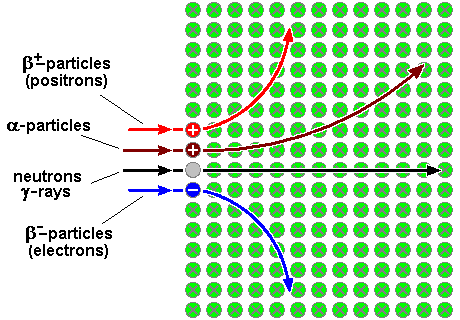 β±–particles
(positrons)
α–particles
neutrons
γ–rays
β−–particles
(electrons)
+
+
−